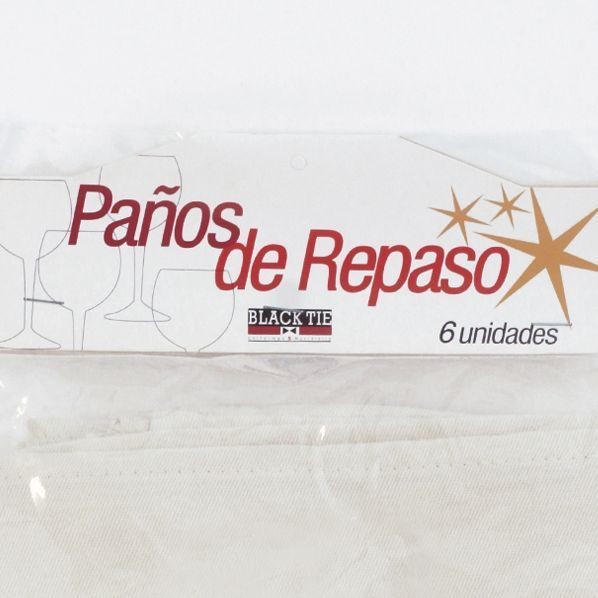 Paños
de Repaso
BLACK TIE
6 unidades